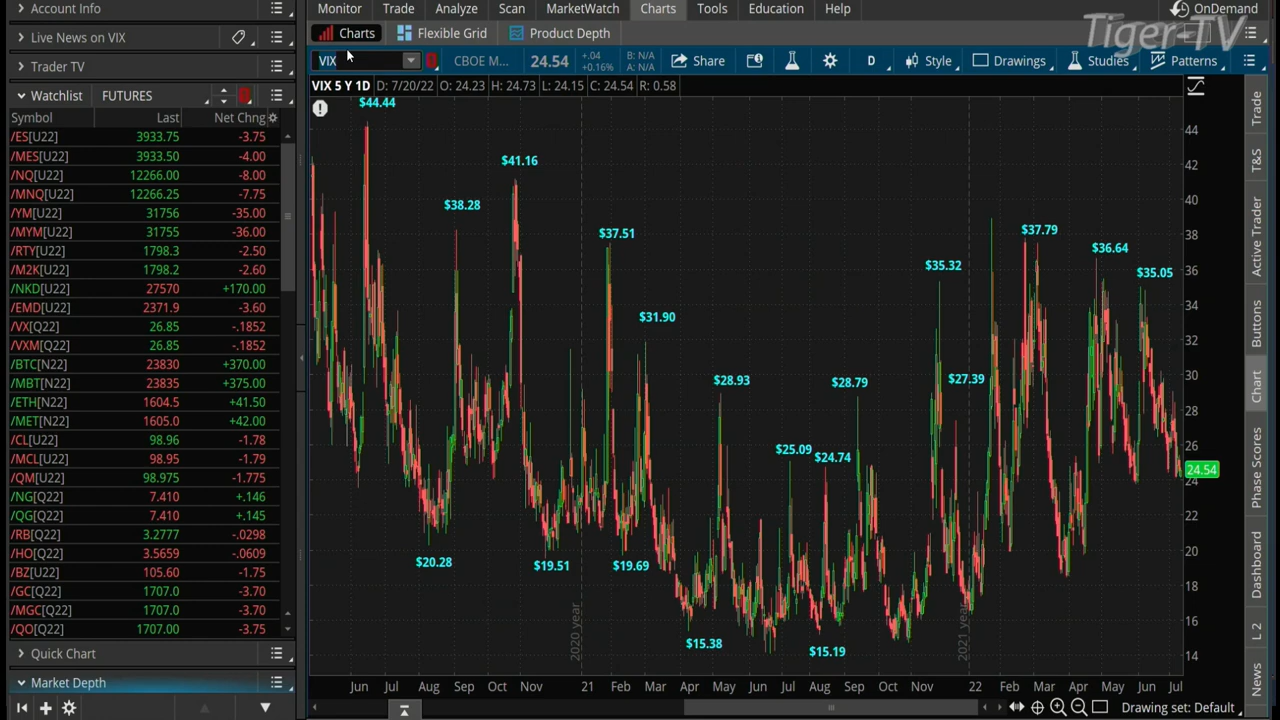 Account Info
Live News on VIX
Trader TV
Watchlist FUTURES
Symbol Last Net Chng
/ES[U22] 3933.75 -3.75
/MES[U22] 3933.50 -4.00
/NQ[U22] 12266.00 -8.00
/MNQ[U22] 12266.25 -7.75
/YM[U22] 31756 -35.00
/MYM[U22] 31755 -36.00
/RTY[U22] 1798.3 -2.50
/M2K[U22] 1798.2 -2.60
/NKD[U22] 27570 +170.00
/EMD[U22] 2371.9 -3.60
/VX[Q22] 26.85 -.1852
/VXM[Q22] 26.85 -.1852
/BTC[N22] 23830 +370.00
/MBT[N22] 23835 +375.00
/ETH[N22] 1604.5 +41.50
/MET[N22] 1605.0 +42.00
/CL[U22] 98.96 -1.78
/MCL[U22] 98.95 -1.79
/QM[U22] 98.975 -1.775
/NG[Q22] 7.410 +.146
/QG[Q22] 7.410 +.145
/RB[Q22] 3.2777 -.0298
/HO[Q22] 3.5659 -.0609
/BZ[U22] 105.60 -1.75
/GC[Q22] 1707.0 -3.70
/MGC[Q22] 1707.0 -3.70
/QO[Q22] 1707.00 -3.75
Quick Chart
Market Depth
Monitor Trade Analyze Scan MarketWatch Charts Tools Education Help OnDemand
Tiger-TV
Charts Flexible Grid Product Depth
VIX CBOE M... 24.54 +.04 +0.16% B: N/A A: N/A Share D Style Drawings Studies Patterns
VIX 5 Y 1D D: 7/20/22 O: 24.23 H: 24.73 L: 24.15 C: 24.54 R: 0.58
$44.44
$41.16
$38.28
$37.51
$37.79
$36.64
$35.32
$35.05
$31.90
$28.93
$28.79
$27.39
$25.09
$24.74
$20.28
$19.51
$19.69
$15.38
$15.19
2020 year
2021 year
44
42
40
38
36
34
32
30
28
26
24.54
24
22
20
18
16
14
Jun Jul Aug Sep Oct Nov 21 Feb Mar Apr May Jun Jul Aug Sep Oct Nov 22 Feb Mar Apr May Jun Jul
Drawing set: Default
Trade
T&S
Active Trader
Buttons
Chart
Phase Scores
Dashboard
L 2
News